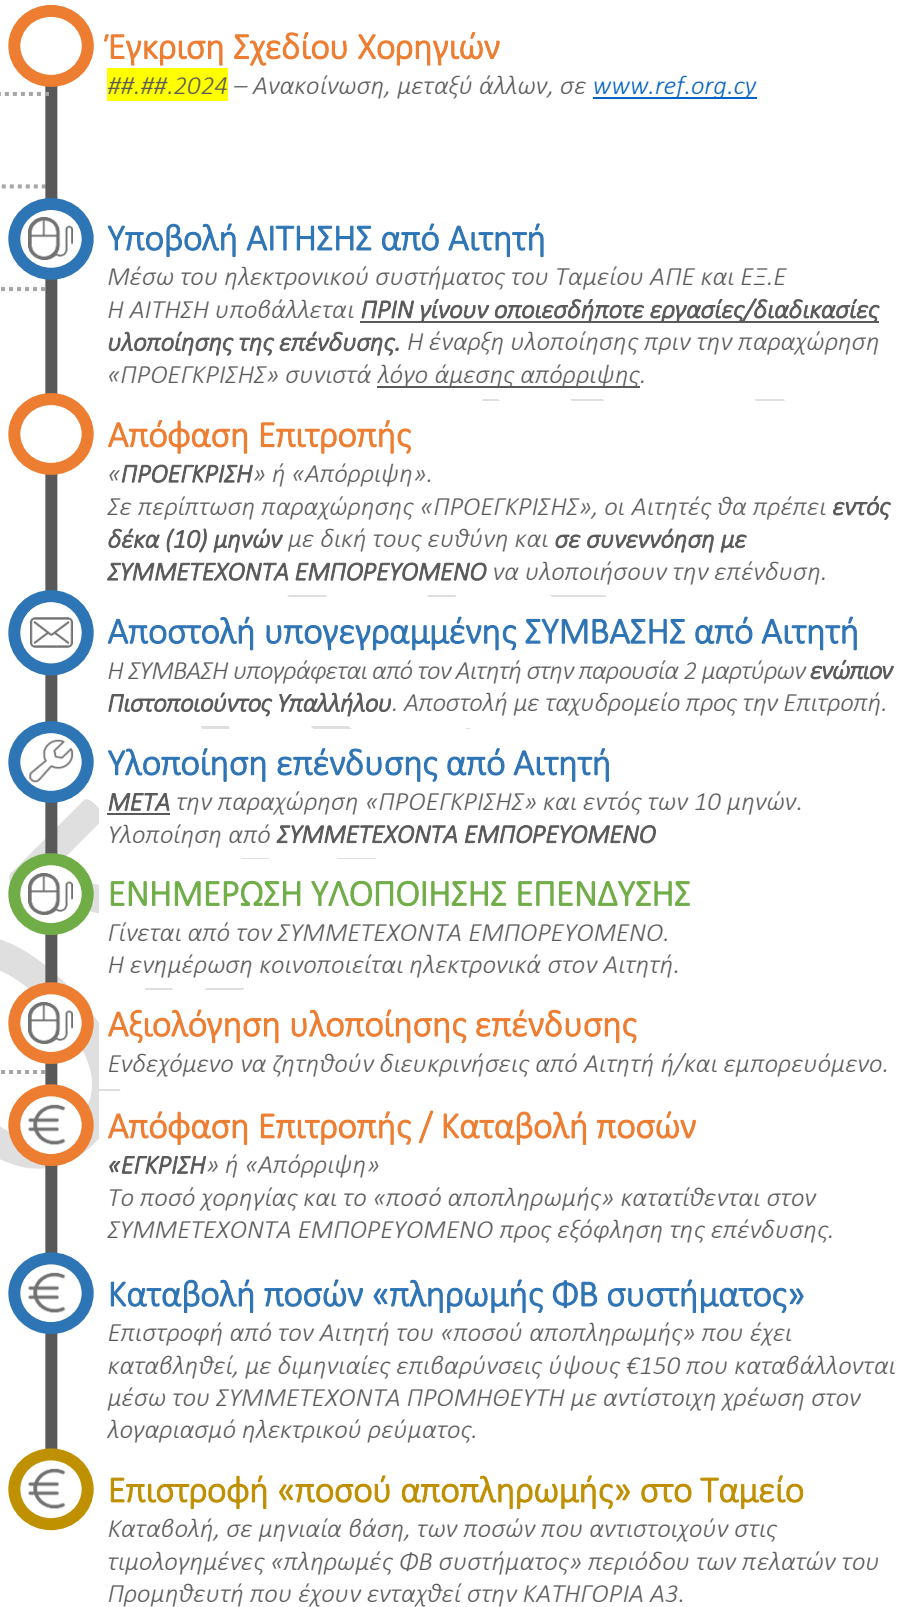 Έγκριση Σχεδίου Χορηγιών
##.##.2024 – Ανακοίνωση, μεταξύ άλλων, σε www.ref.org.cy
Υποβολή ΑΙΤΗΣΗΣ από Αιτητή
Μέσω του ηλεκτρονικού συστήματος του Ταμείου ΑΠΕ και ΕΞ.Ε
Η ΑΙΤΗΣΗ υποβάλλεται ΠΡΙΝ γίνουν οποιεσδήποτε εργασίες/διαδικασίες
υλοποίησης της επένδυσης. Η έναρξη υλοποίησης πριν την παραχώρηση
«ΠΡΟΕΓΚΡΙΣΗΣ» συνιστά λόγο άμεσης απόρριψης.
Απόφαση Επιτροπής
«ΠΡΟΕΓΚΡΙΣΗ» ή «Απόρριψη».
Σε περίπτωση παραχώρησης «ΠΡΟΕΓΚΡΙΣΗΣ», οι Αιτητές θα πρέπει εντός
δέκα (10) μηνών με δική τους ευθύνη και σε συνεννόηση με
ΣΥΜΜΕΤΕΧΟΝΤΑ ΕΜΠΟΡΕΥΟΜΕΝΟ να υλοποιήσουν την επένδυση.
Αποστολή υπογεγραμμένης ΣΥΜΒΑΣΗΣ από Αιτητή
Η ΣΥΜΒΑΣΗ υπογράφεται από τον Αιτητή στην παρουσία 2 μαρτύρων ενώπιον
Πιστοποιούντος Υπαλλήλου. Αποστολή με ταχυδρομείο προς την Επιτροπή.
Υλοποίηση επένδυσης από Αιτητή
ΜΕΤΑ την παραχώρηση «ΠΡΟΕΓΚΡΙΣΗΣ» και εντός των 10 μηνών.
Υλοποίηση από ΣΥΜΜΕΤΕΧΟΝΤΑ ΕΜΠΟΡΕΥΟΜΕΝΟ
ΕΝΗΜΕΡΩΣΗ ΥΛΟΠΟΙΗΣΗΣ ΕΠΕΝΔΥΣΗΣ
Γίνεται από τον ΣΥΜΜΕΤΕΧΟΝΤΑ ΕΜΠΟΡΕΥΟΜΕΝΟ.
Η ενημέρωση κοινοποιείται ηλεκτρονικά στον Αιτητή.
Αξιολόγηση υλοποίησης επένδυσης
Ενδεχόμενο να ζητηθούν διευκρινήσεις από Αιτητή ή/και εμπορευόμενο.
Απόφαση Επιτροπής / Καταβολή ποσών
«ΕΓΚΡΙΣΗ» ή «Απόρριψη»
Το ποσό χορηγίας και το «ποσό αποπληρωμής» κατατίθενται στον
ΣΥΜΜΕΤΕΧΟΝΤΑ ΕΜΠΟΡΕΥΟΜΕΝΟ προς εξόφληση της επένδυσης.
Καταβολή ποσών «πληρωμής ΦΒ συστήματος»
Επιστροφή από τον Αιτητή του «ποσού αποπληρωμής» που έχει
καταβληθεί, με διμηνιαίες επιβαρύνσεις ύψους €150 που καταβάλλονται
μέσω του ΣΥΜΜΕΤΕΧΟΝΤΑ ΠΡΟΜΗΘΕΥΤΗ με αντίστοιχη χρέωση στον
λογαριασμό ηλεκτρικού ρεύματος.
Επιστροφή «ποσού αποπληρωμής» στο Ταμείο
Καταβολή, σε μηνιαία βάση, των ποσών που αντιστοιχούν στις
τιμολογημένες «πληρωμές ΦΒ συστήματος» περιόδου των πελατών του
Προμηθευτή που έχουν ενταχθεί στην ΚΑΤΗΓΟΡΙΑ Α3.